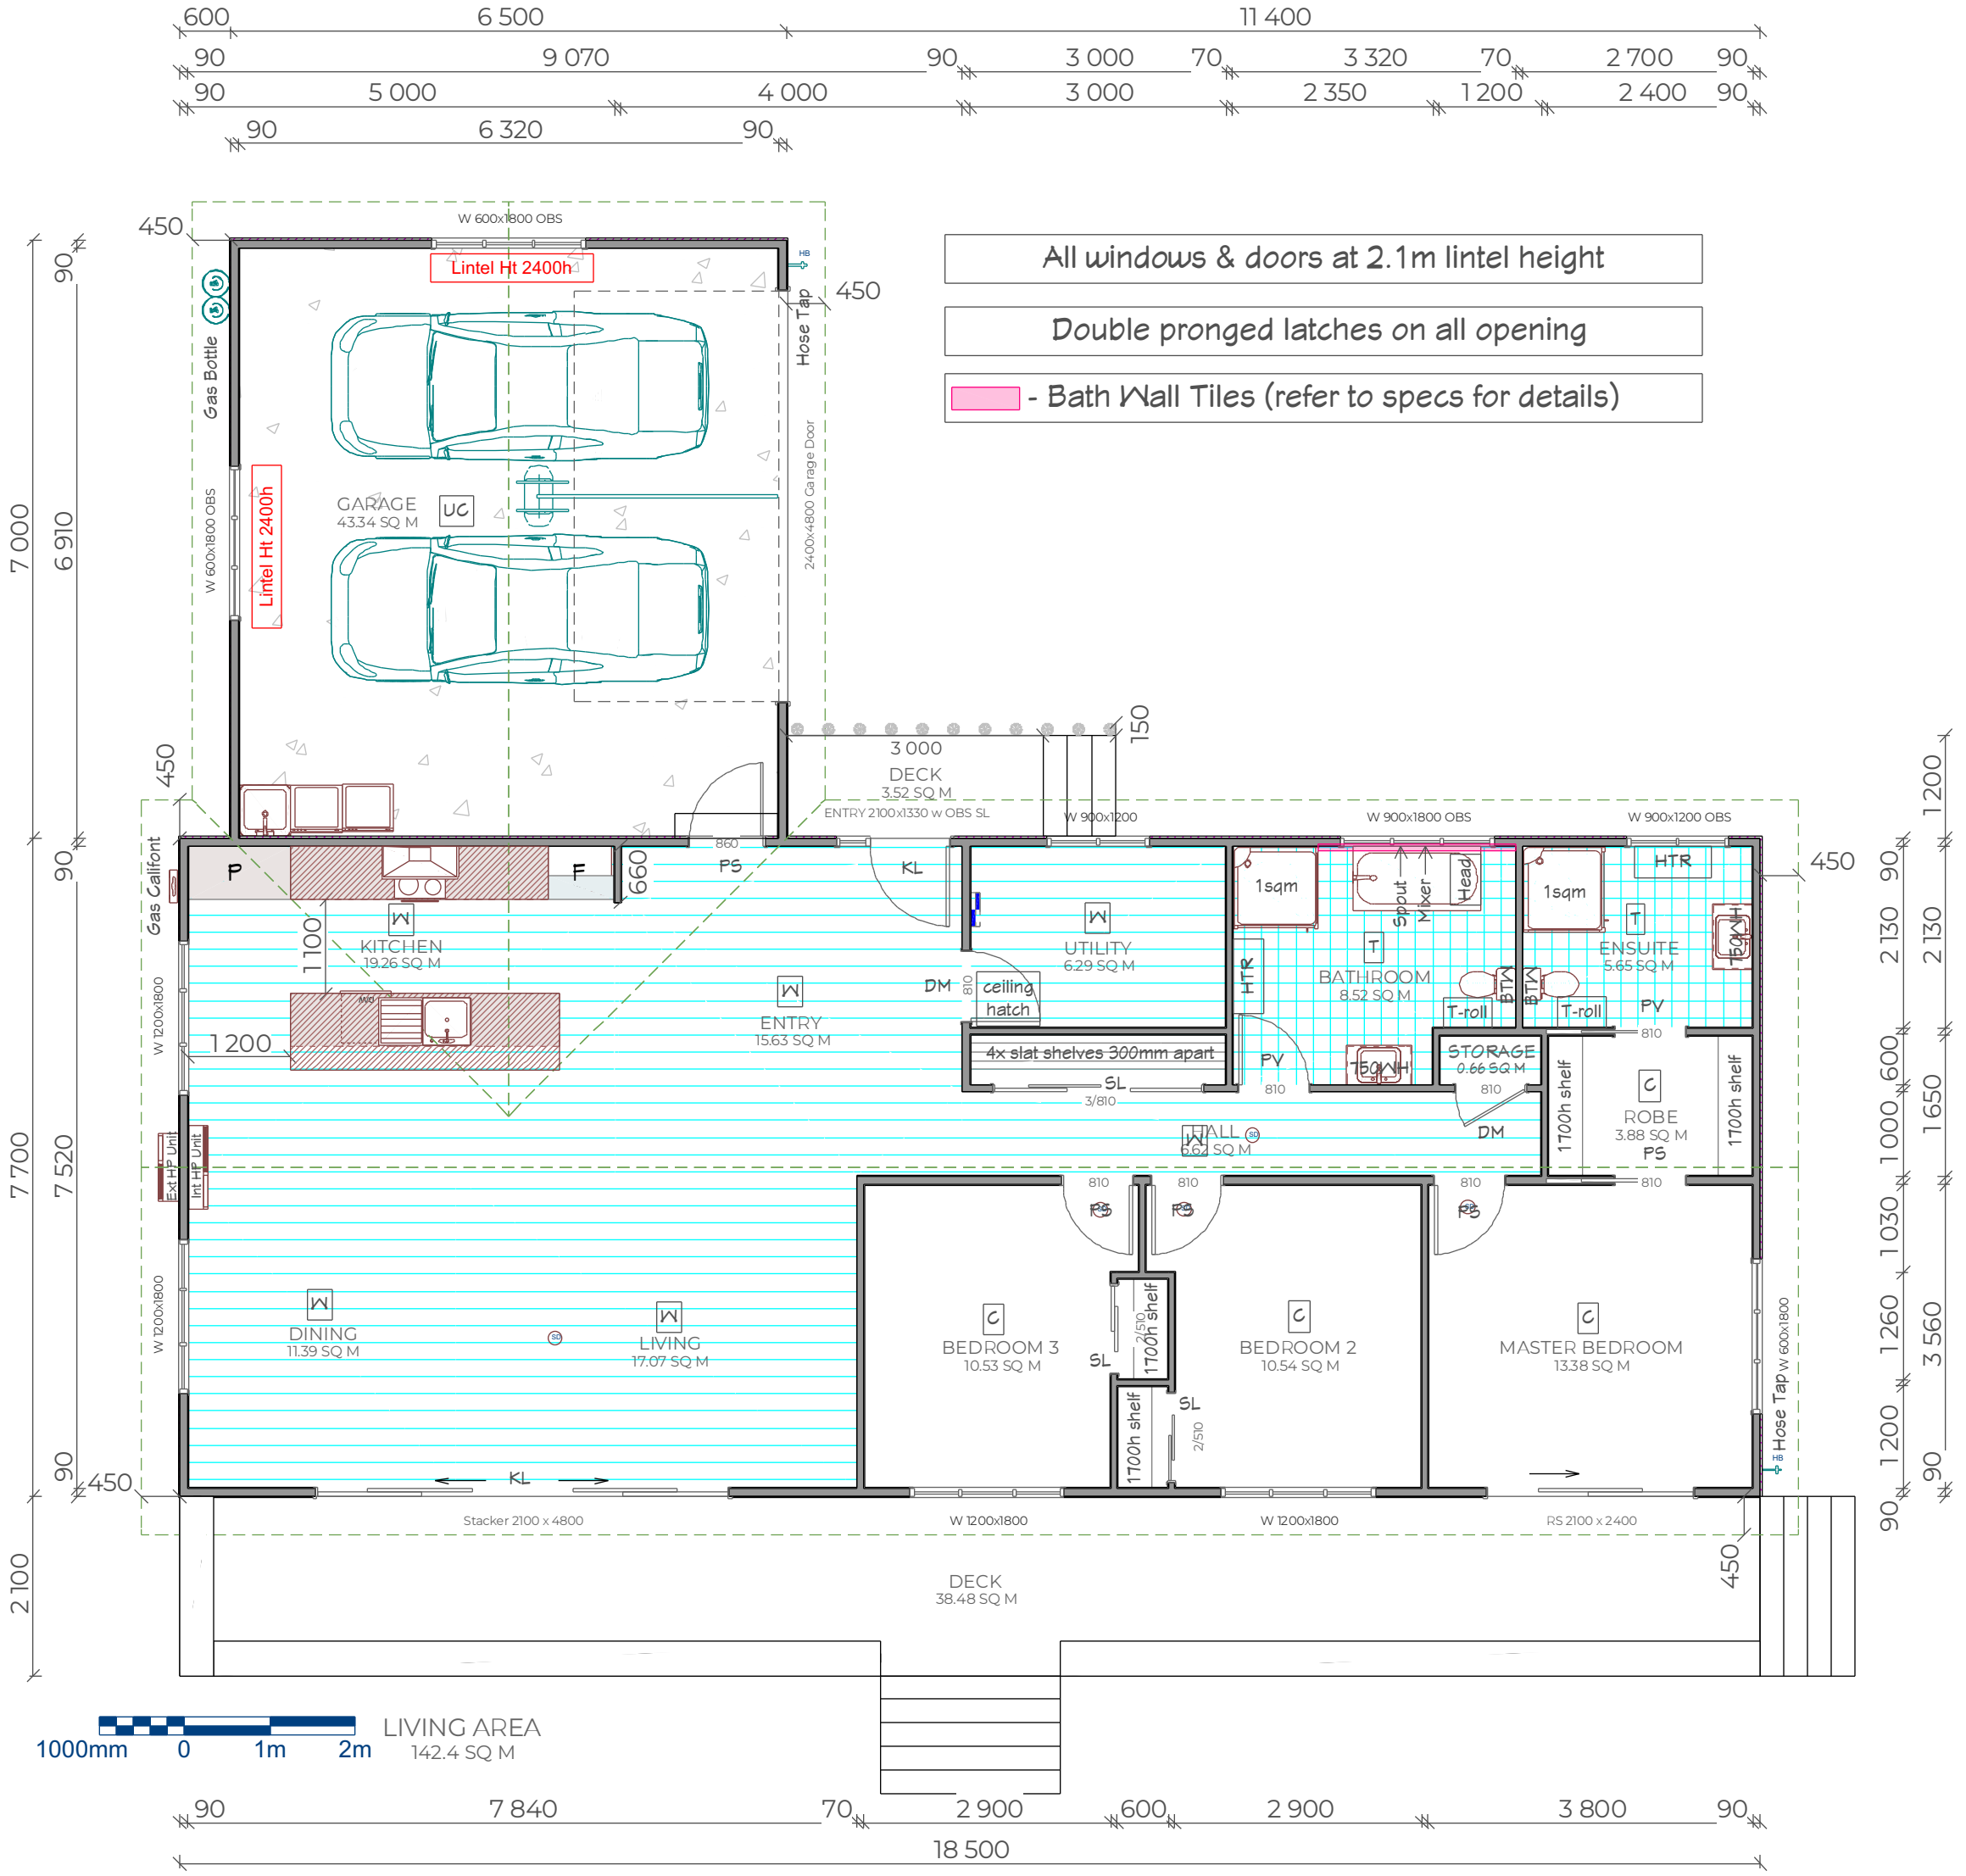 600
6 500
11 400
90
9 070
90
3 000
70
3 320
70
2 700
90
90
5 000
4 000
3 000
2 350
1 200
2 400
90
90
6 320
90
450
W 600x1800 OBS
HB
Lintel Ht 2400h
450
Hose Tap
All windows & doors at 2.1m lintel height
Double pronged latches on all opening
- Bath Wall Tiles (refer to specs for details)
90
7 000
6 910
Gas Bottle
W 600x1800 OBS
Lintel Ht 2400h
GARAGE
UC
43.34 SQ M
2400x4800 Garage Door
150
3 000
DECK
3.52 SQ M
ENTRY 2100x1330 w OBS SL
W 900x1200
W 900x1800 OBS
W 900x1200 OBS
450
Gas Califont
90
P
F
660
860
PS
KL
1 200
450
90
2 130
2 130
600
1 650
1 000
W
KITCHEN
19.26 SQ M
1 100
W 1200x1800
DW
1 200
W
ENTRY
15.63 SQ M
DM
810
W
UTILITY
6.29 SQ M
ceiling
hatch
4x slat shelves 300mm apart
SL
3/810
1sqm
Spout
Mixer
Head
HTR
T
BATHROOM
8.52 SQ M
T-roll
BTW
PV
810
750WH
1sqm
HTR
T
ENSUITE
5.65 SQ M
750WH
BTW
T-roll
PV
810
STORAGE
0.66 SQ M
810
DM
1700h shelf
C
ROBE
3.88 SQ M
PS
1700h shelf
810
W
HALL
SD
6.62 SQ M
Ext HP Unit
Int HP Unit
7 700
7 520
W 1200x1800
W
DINING
11.39 SQ M
SD
W
LIVING
17.07 SQ M
810
PS
810
PS
810
PS
C
BEDROOM 3
10.53 SQ M
2/510
1700h shelf
SL
1700h shelf
SL
2/510
C
BEDROOM 2
10.54 SQ M
C
MASTER BEDROOM
13.38 SQ M
W 600x1800
Hose Tap
HB
1 030
1 260
3 560
1 200
90
90
90
450
KL
Stacker 2100 x 4800
W 1200x1800
W 1200x1800
RS 2100 x 2400
450
2 100
DECK
38.48 SQ M
LIVING AREA
142.4 SQ M
1000mm
0
1m
2m
90
7 840
70
2 900
600
2 900
3 800
90
18 500